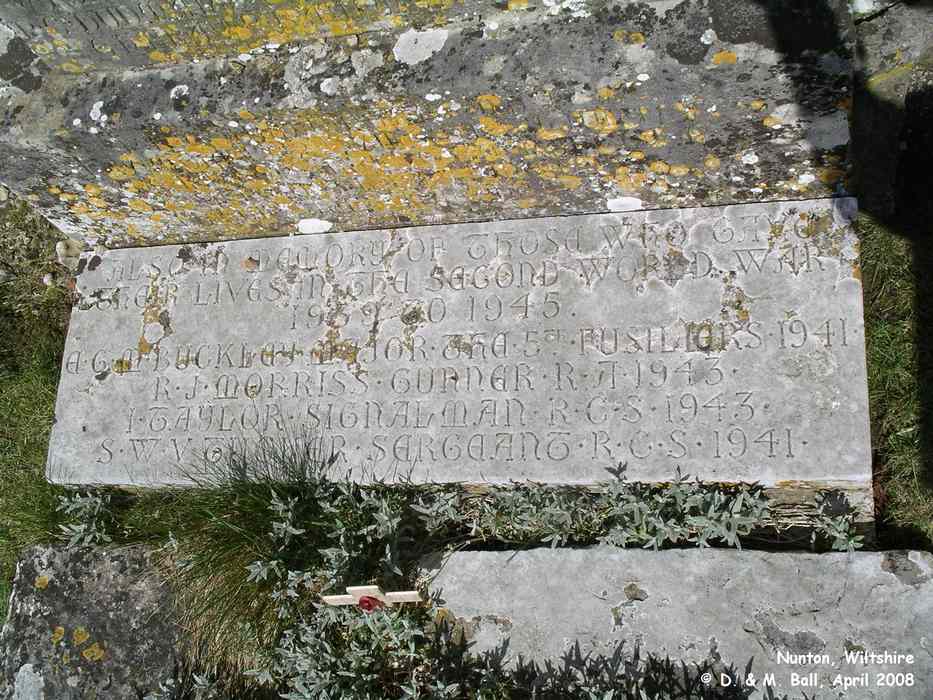 ALSO IN MEMORY OF THOSE WHO GAVE
THEIR LIVES IN THE SECOND WORLD WAR
1939 TO 1945.
BUCKLEY·MAJOR·THE 5TH FUSILIERS·1941
R·J·MORRISS·GUNNER·R·A·1943·
I·TAYLOR·SIGNALMAN·R·C·S·1943·
S·W·V·TURNER·SERGEANT·R·C·S·1941·
Nunton, Wiltshire
© D. & M. Ball, April 2008